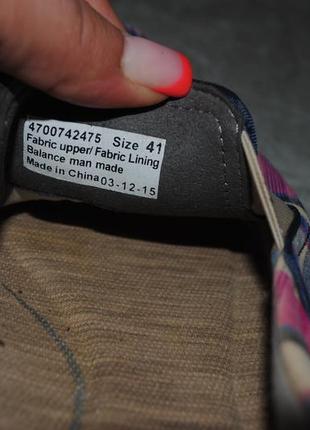 4700742475 Size 41
Fabric upper/ Fabric Lining
Balance man made
Made in China 03-12-15